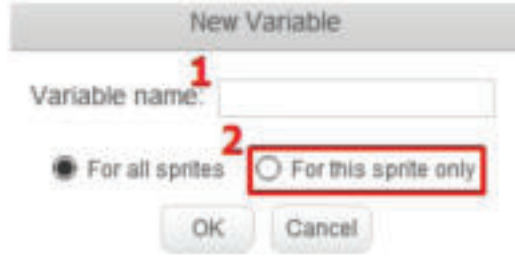 New Variable
1
Variable name:
2
For all sprites For this sprite only
OK Cancel